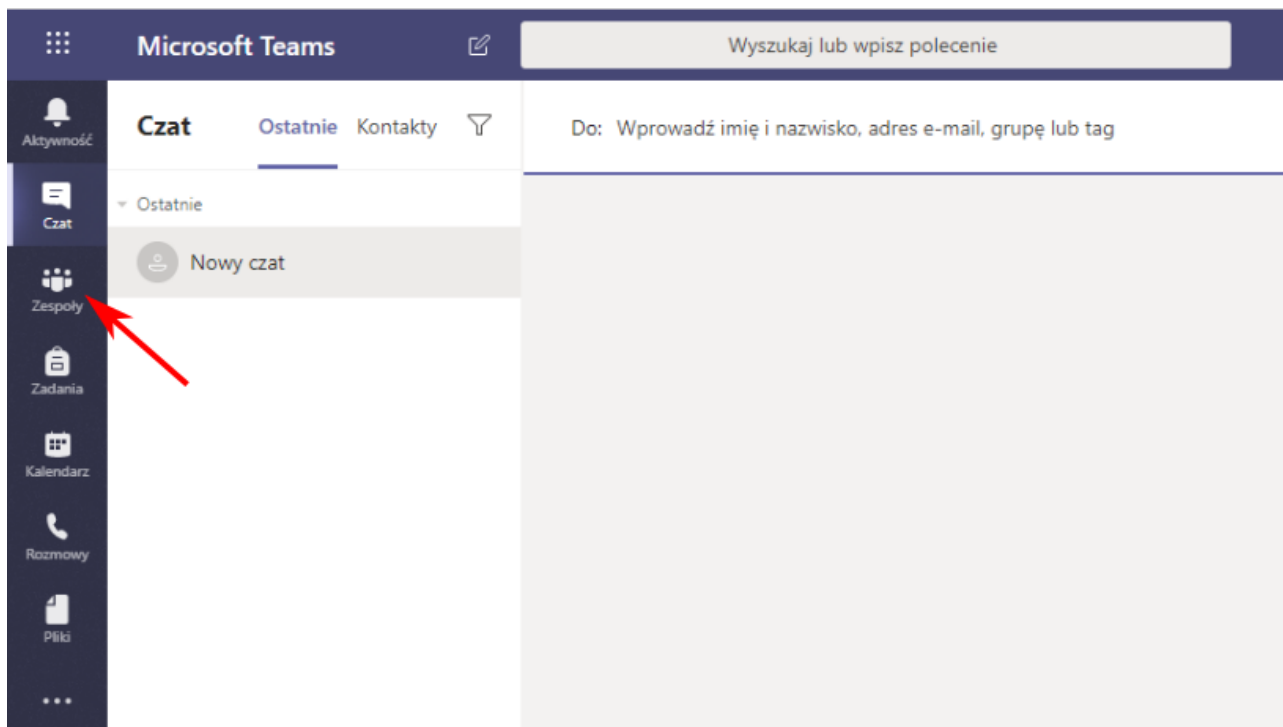 Microsoft Teams
Wyszukaj lub wpisz polecenie
Aktywność
Czat
Zespoły
Zadania
Kalendarz
Rozmowy
Pliki
Czat Ostatnie Kontakty
Ostatnie
Nowy czat
Do: Wprowadź imię i nazwisko, adres e-mail, grupę lub tag